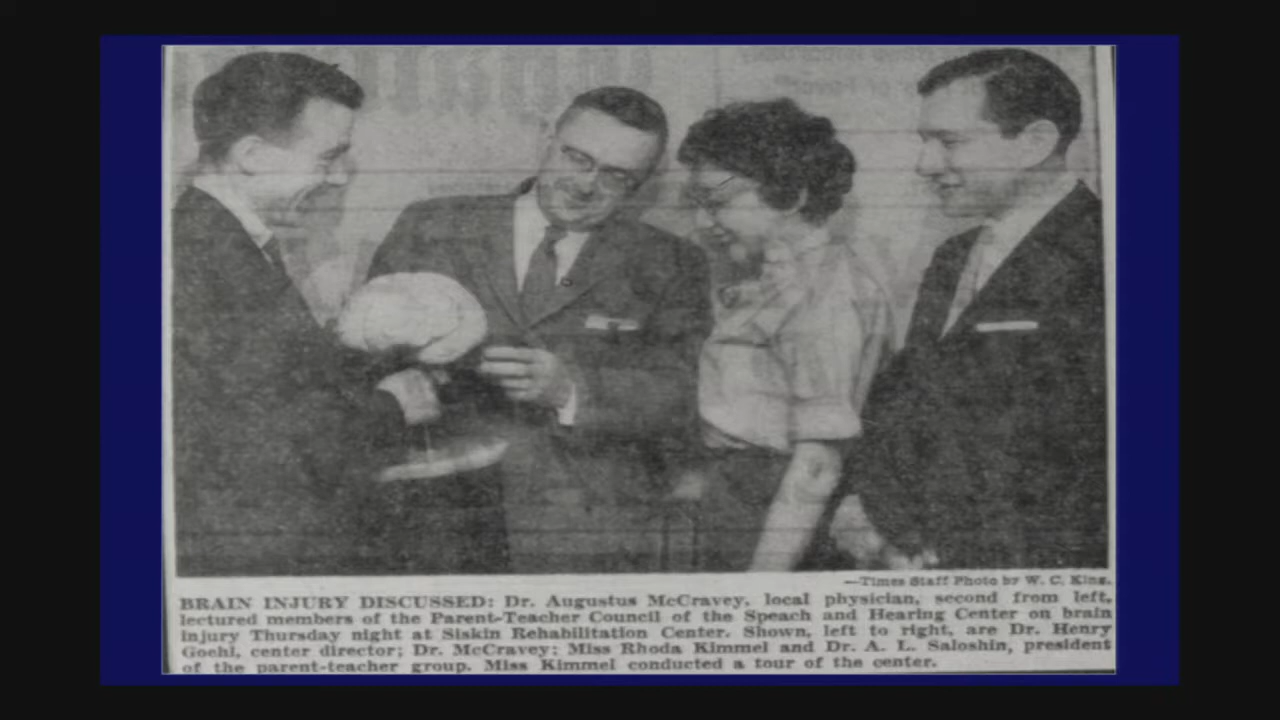 —Times Staff Photo by W. C. King.
BRAIN INJURY DISCUSSED: Dr. Augustus McCravey, local physician, second from left,
lectured members of the Parent-Teacher Council of the Speach and Hearing Center on brain
injury Thursday night at Siskin Rehabilitation Center. Shown, left to right, are Dr. Henry
Goehl, center director; Dr. McCravey; Miss Rhoda Kimmel and Dr. A. L. Saloshin, president
of the parent-teacher group. Miss Kimmel conducted a tour of the center.